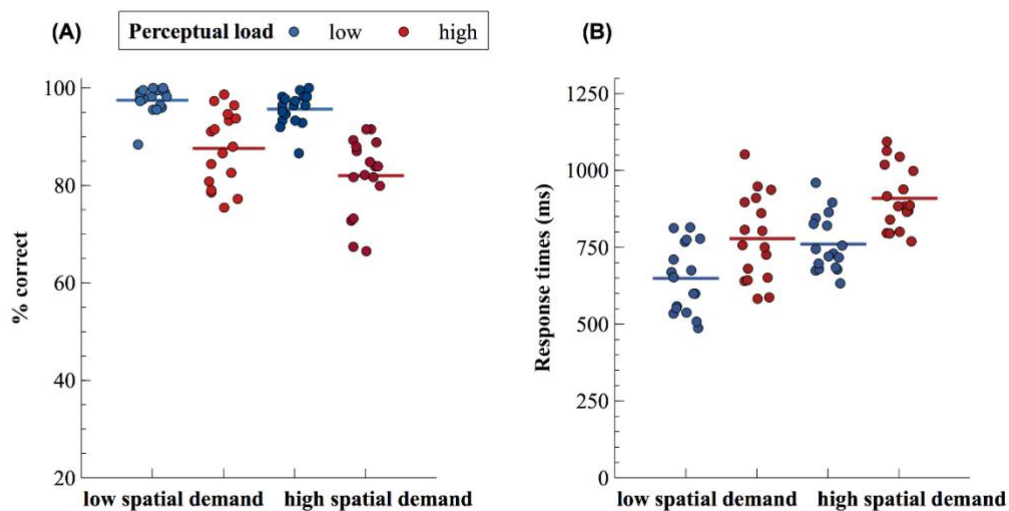 (A)
Perceptual load low high
(B)
% correct
100
80
60
40
20
low spatial demand high spatial demand
Response times (ms)
1250
1000
750
500
250
0
low spatial demand high spatial demand